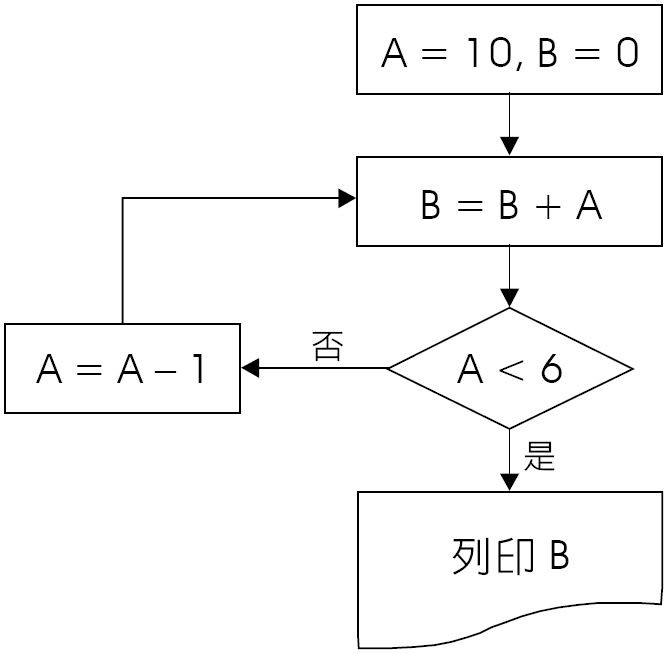 A = 10, B = 0
B = B + A
否
A = A – 1
A < 6
是
列印 B